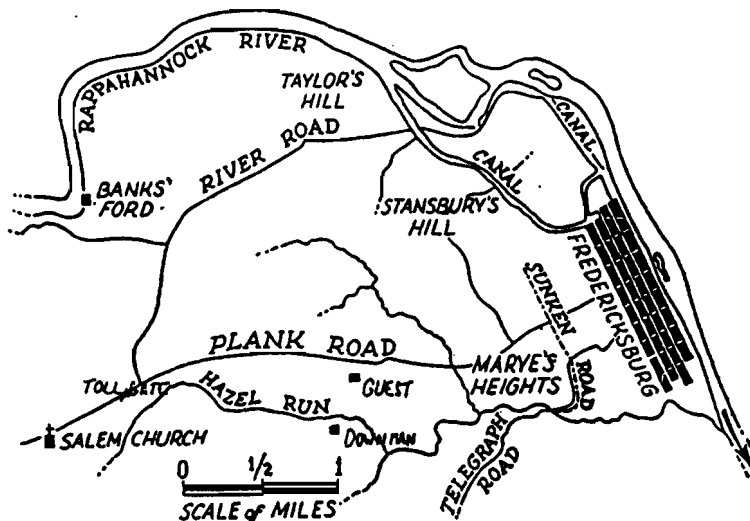 RAPPAHANNOCK RIVER
TAYLOR'S
HILL
CANAL
RIVER ROAD
BANKS'
FORD
CANAL
STANSBURY'S
HILL
FREDERICKSBURG
SUNKEN ROAD
PLANK ROAD
MARYE'S
HEIGHTS
GUEST
HAZEL RUN
SALEM CHURCH
TELEGRAPH
ROAD
0 1/2 1
SCALE of MILES